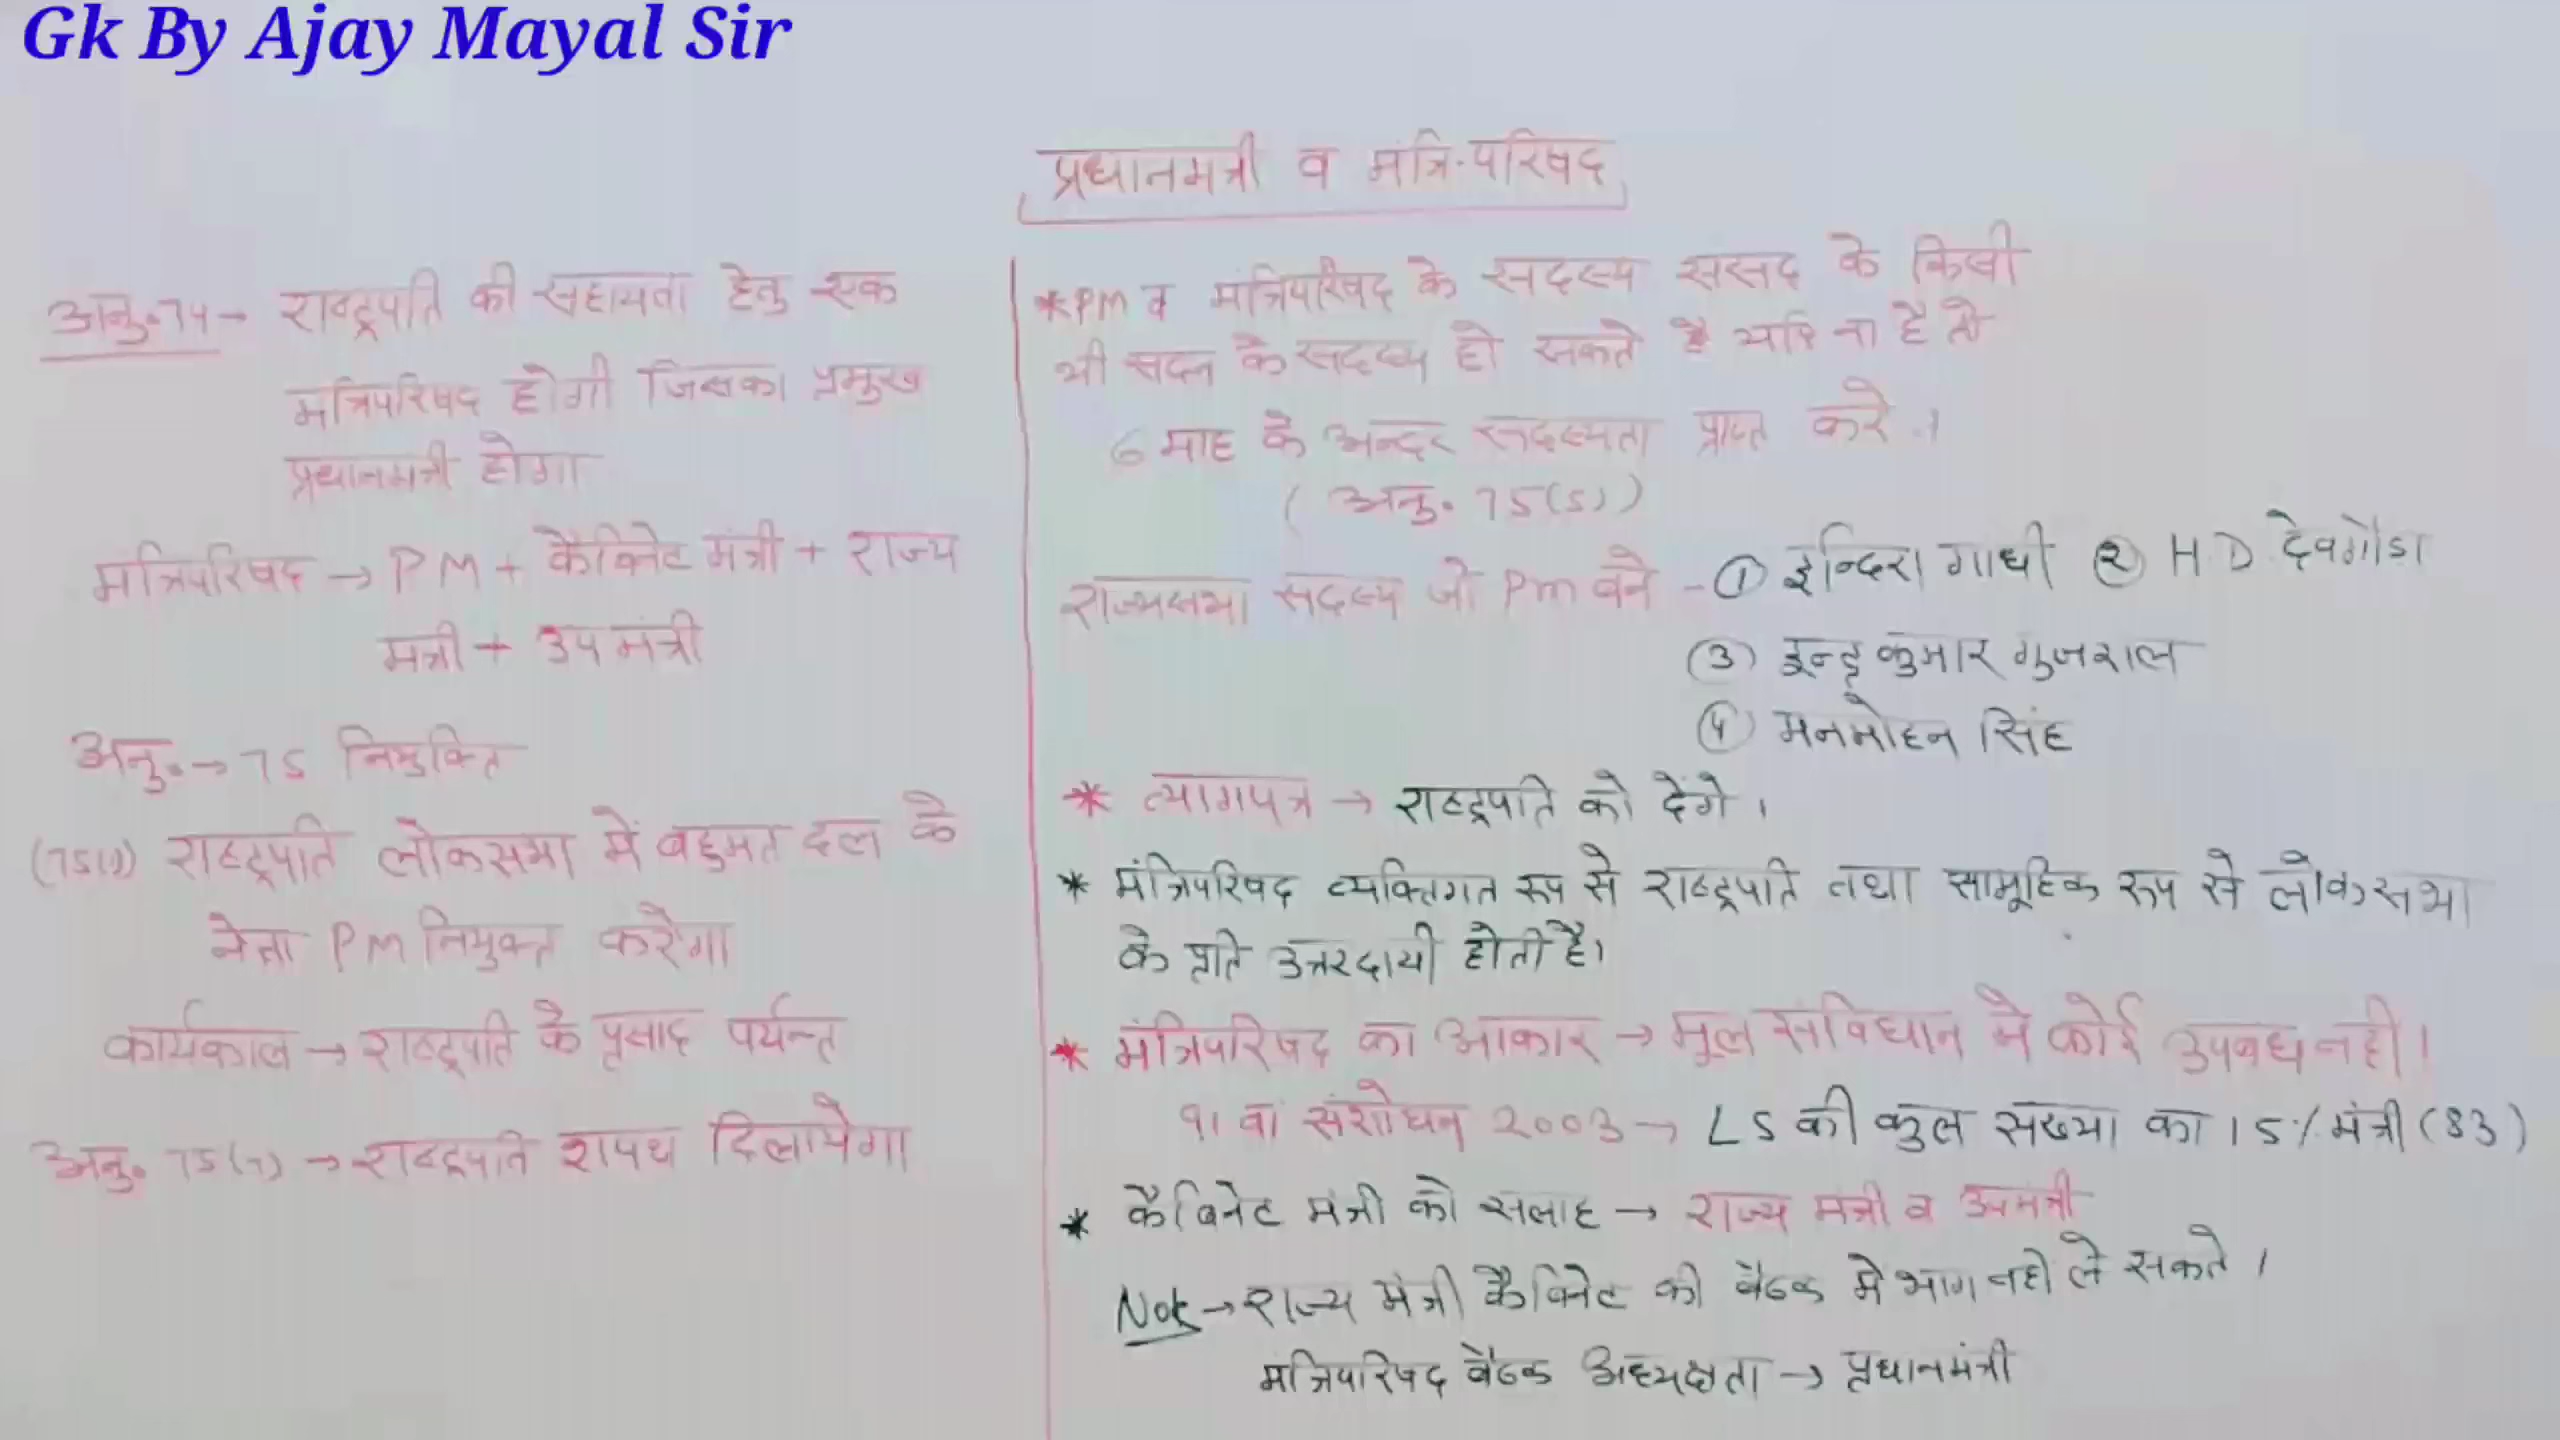 Gk By Ajay Mayal Sir
प्रधानमंत्री व मंत्रि-परिषद
अनु.74→ राष्ट्रपति की सहायता हेतु एक
मंत्रिपरिषद होगी जिसका प्रमुख
प्रधानमंत्री होगा
मंत्रिपरिषद → PM + कैबिनेट मंत्री + राज्य
मंत्री + उपमंत्री
अनु.→ 75 नियुक्ति
(75(1)) राष्ट्रपति लोकसभा में बहुमत दल के
नेता PM नियुक्त करेगा
कार्यकाल → राष्ट्रपति के प्रसाद पर्यन्त
अनु. 75(4) → राष्ट्रपति शपथ दिलायेगा
*PM व मंत्रिपरिषद के सदस्य संसद के किसी
भी सदन के सदस्य हो सकते है यदि ना है तो
6 माह के अन्दर सदस्यता प्राप्त करे।
(अनु. 75(5))
राज्यसभा सदस्य जो PM बने - ① इन्दिरा गांधी ② H.D. देवगौडा
③ इन्द्र कुमार गुजराल
④ मनमोहन सिंह
* त्यागपत्र → राष्ट्रपति को देंगे।
* मंत्रिपरिषद व्यक्तिगत रूप से राष्ट्रपति तथा सामूहिक रूप से लोकसभा
के प्रति उत्तरदायी होती है।
* मंत्रिपरिषद का आकार → मूल संविधान मे कोई उपबंध नही।
91 वां संशोधन 2003 → LS की कुल संख्या का 15% मंत्री (83)
* कैबिनेट मंत्री को सलाह → राज्य मंत्री व उपमंत्री
Not → राज्य मंत्री कैबिनेट की बैठक मे भाग नही ले सकते।
मंत्रिपरिषद बैठक अध्यक्षता → प्रधानमंत्री